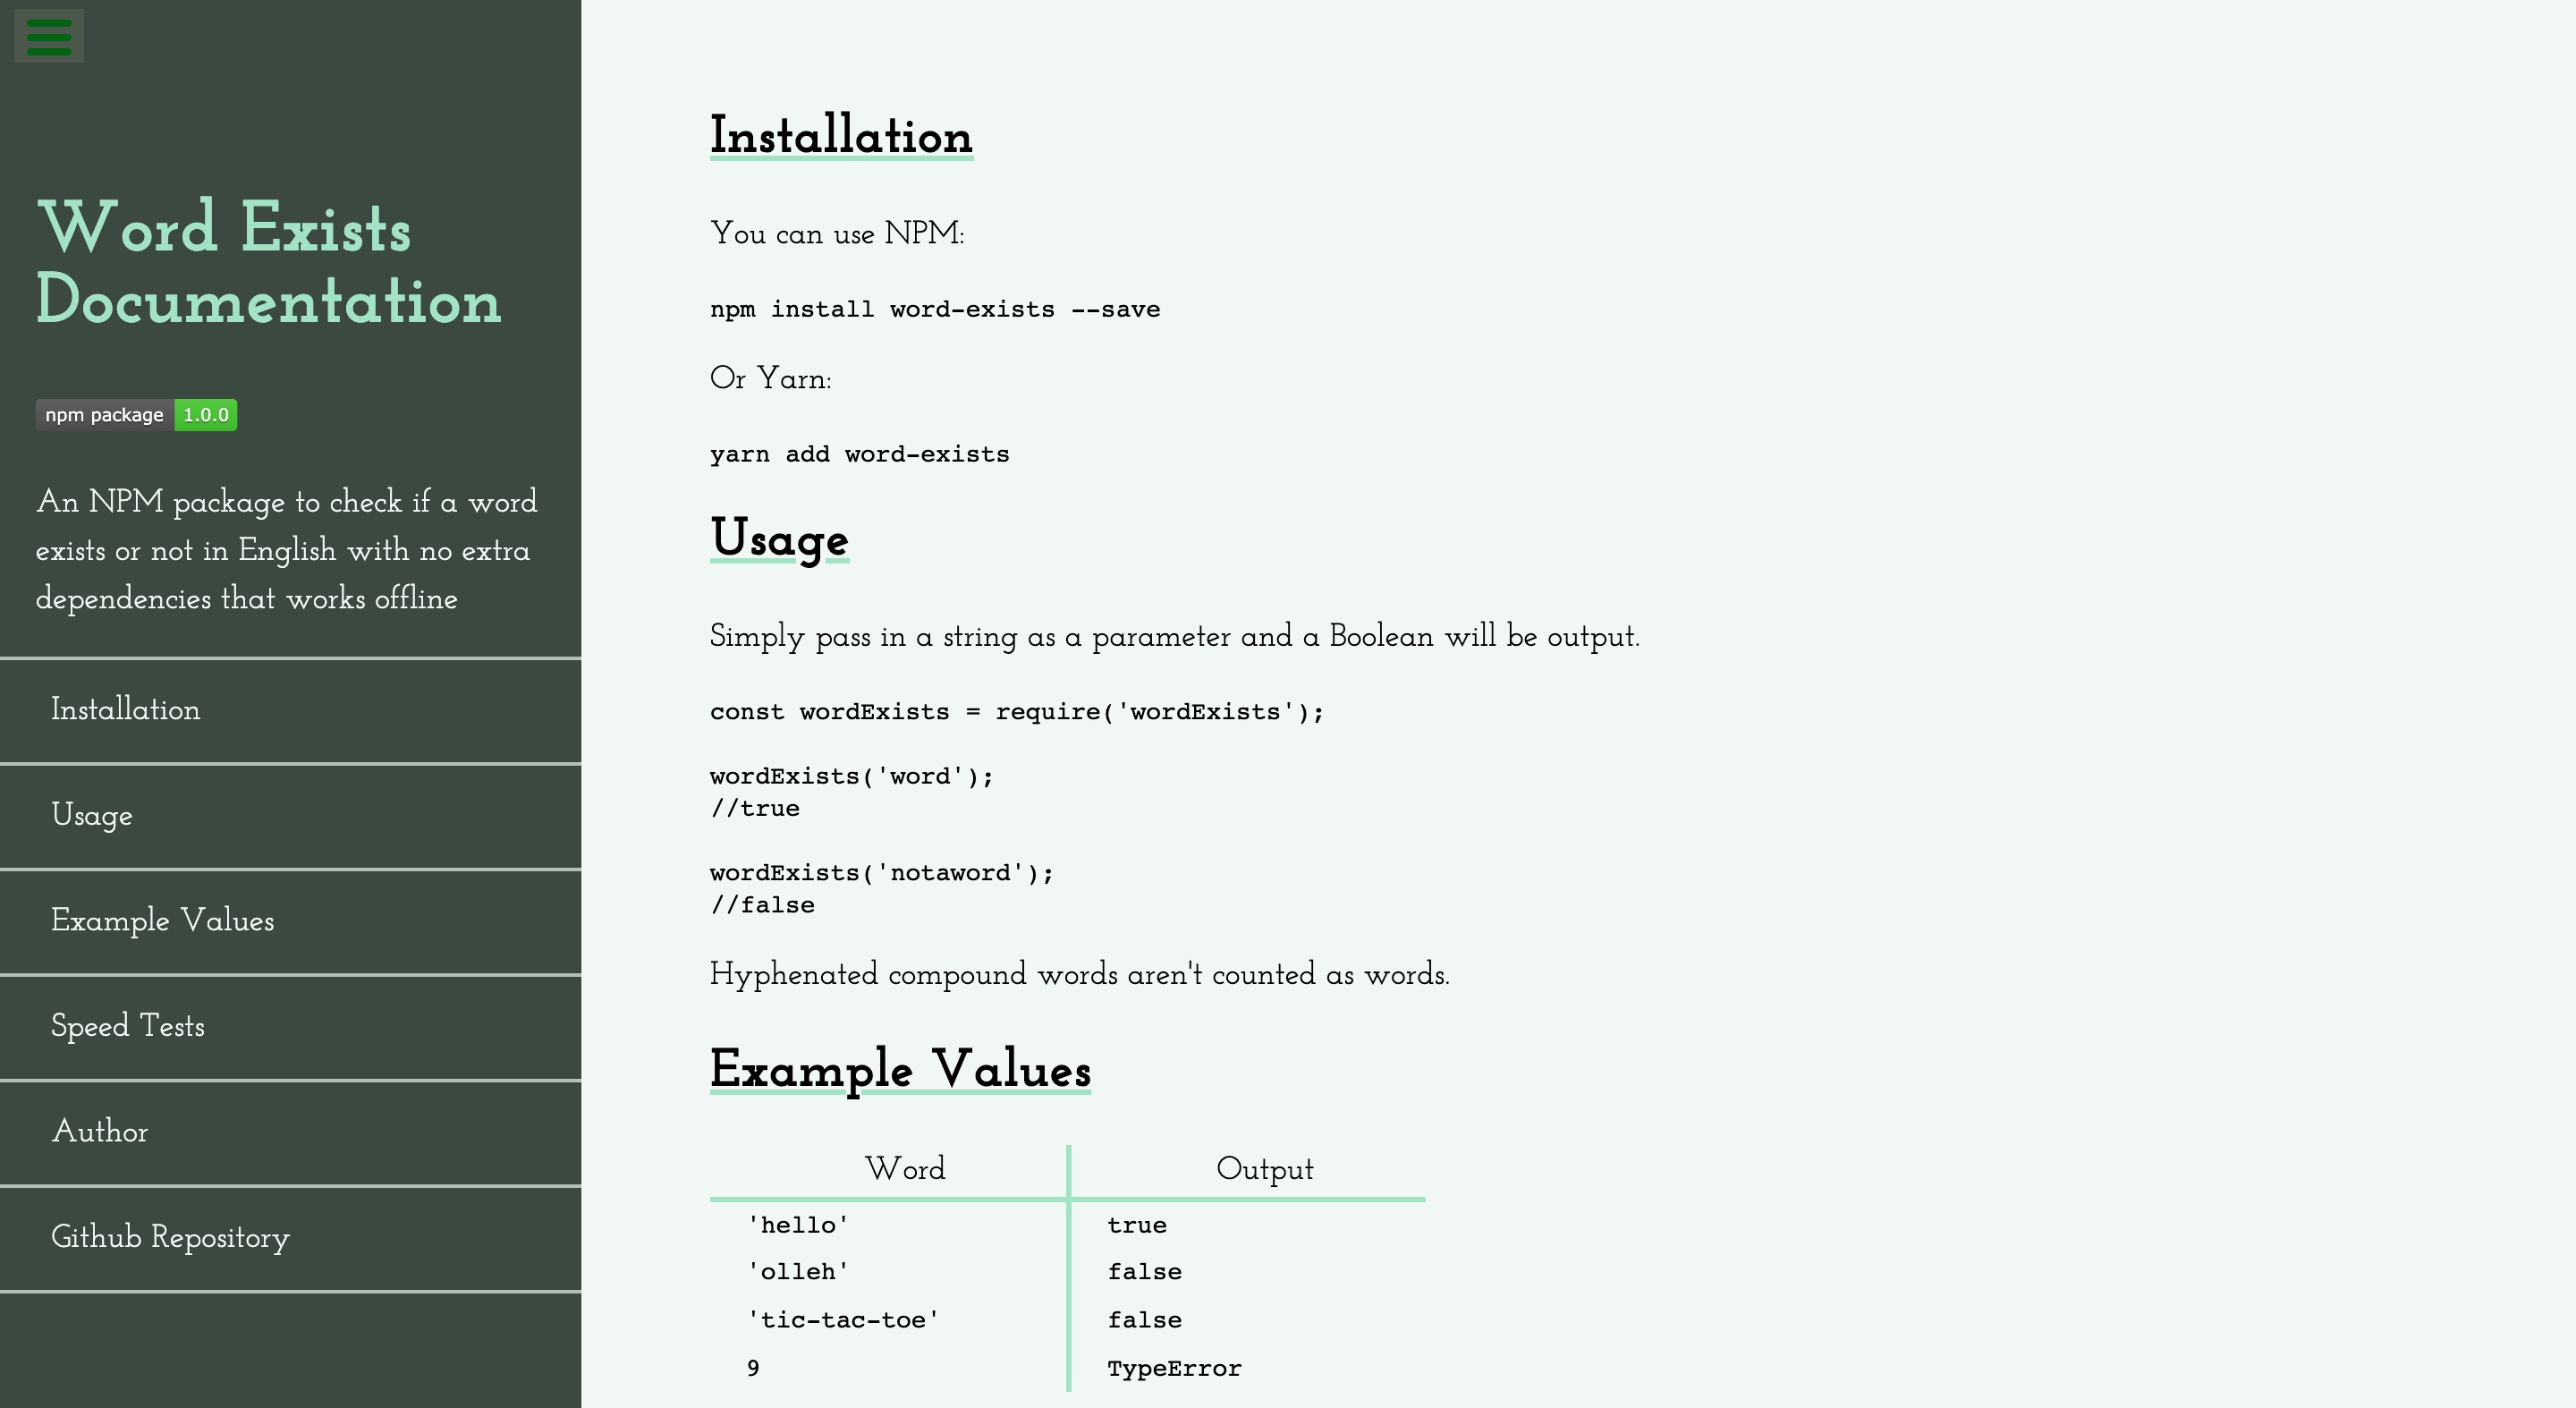 Word Exists
Documentation
npm package 1.0.0
An NPM package to check if a word
exists or not in English with no extra
dependencies that works offline
Installation
Usage
Example Values
Speed Tests
Author
Github Repository
Installation
You can use NPM:
npm install word-exists --save
Or Yarn:
yarn add word-exists
Usage
Simply pass in a string as a parameter and a Boolean will be output.
const wordExists = require('wordExists');
wordExists('word');
//true
wordExists('notaword');
//false
Hyphenated compound words aren't counted as words.
Example Values
Word Output
'hello' true
'olleh' false
'tic-tac-toe' false
9 TypeError